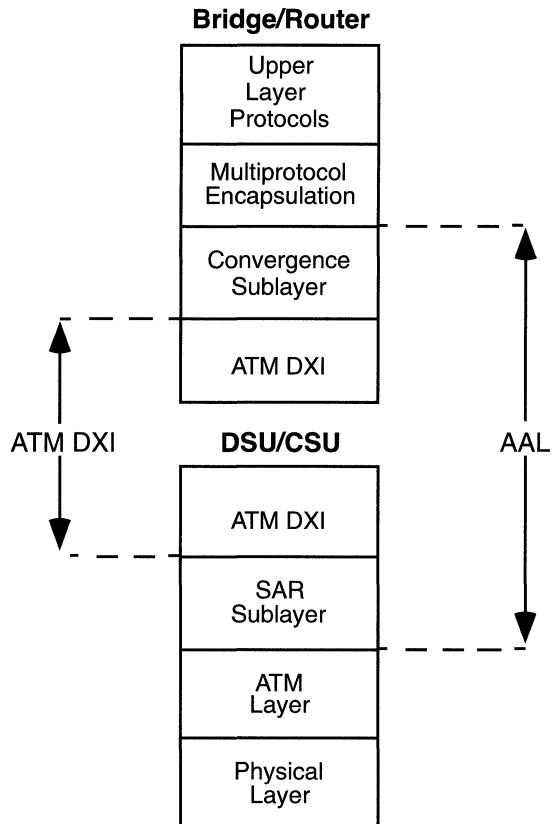 Bridge/Router
Upper
Layer
Protocols
Multiprotocol
Encapsulation
Convergence
Sublayer
ATM DXI
ATM DXI
DSU/CSU
AAL
ATM DXI
SAR
Sublayer
ATM
Layer
Physical
Layer